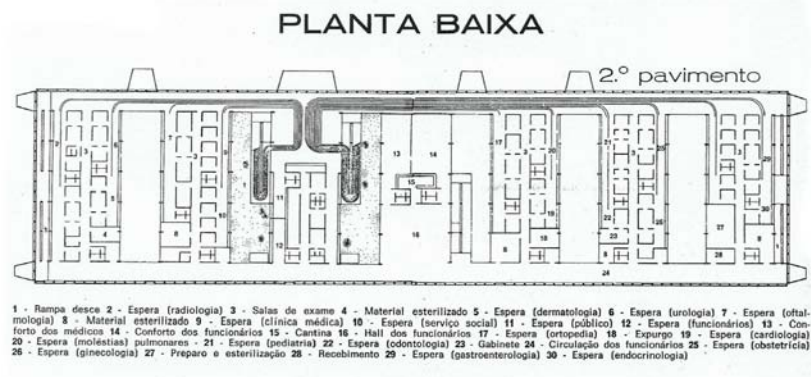 PLANTA BAIXA
2.º pavimento
1 - Rampa desce 2 - Espera (radiologia) 3 - Salas de exame 4 - Material esterilizado 5 - Espera (dermatologia) 6 - Espera (urologia) 7 - Espera (oftal-
mologia) 8 - Material esterilizado 9 - Espera (clínica médica) 10 - Espera (serviço social) 11 - Espera (público) 12 - Espera (funcionários) 13 - Con-
forto dos médicos 14 - Conforto dos funcionários 15 - Cantina 16 - Hall dos funcionários 17 - Espera (ortopedia) 18 - Expurgo 19 - Espera (cardiologia)
20 - Espera (moléstias) pulmonares - 21 - Espera (pediatria) 22 - Espera (odontologia) 23 - Gabinete 24 - Circulação dos funcionários 25 - Espera (obstetrícia)
26 - Espera (ginecologia) 27 - Preparo e esterilização 28 - Recebimento 29 - Espera (gastroenterologia) 30 - Espera (endocrinologia)